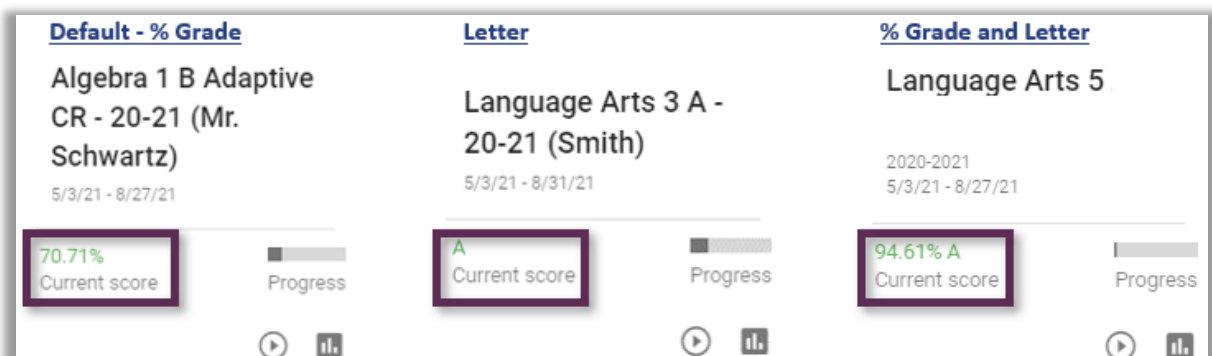 Default - % Grade
Algebra 1 B Adaptive
CR - 20-21 (Mr.
Schwartz)
5/3/21 - 8/27/21
70.71%
Current score
Progress
Letter
Language Arts 3 A -
20-21 (Smith)
5/3/21 - 8/31/21
A
Current score
Progress
% Grade and Letter
Language Arts 5
2020-2021
5/3/21 - 8/27/21
94.61% A
Current score
Progress